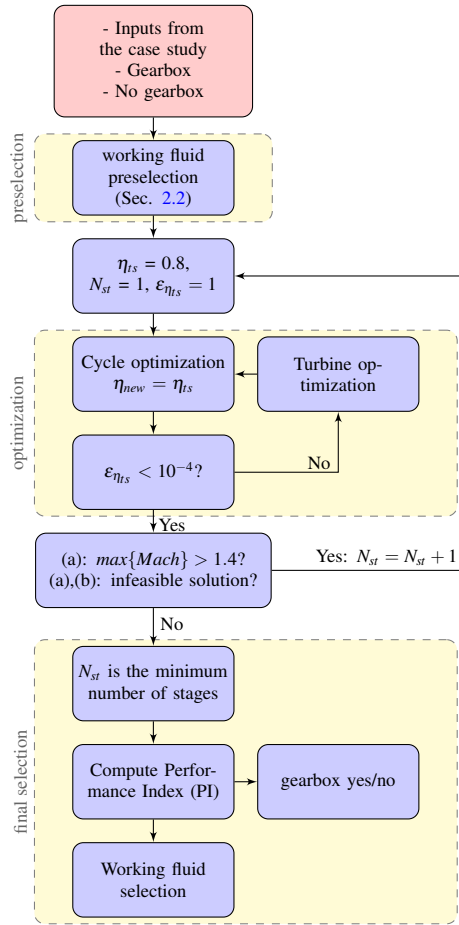 - Inputs from
the case study
- Gearbox
- No gearbox
preselection
working fluid
preselection
(Sec. 2.2)
η_ts = 0.8,
N_st = 1, ε_η_ts = 1
optimization
Cycle optimization
η_new = η_ts
Turbine op-
timization
ε_η_ts < 10⁻⁴?
No
Yes
(a): max{Mach} > 1.4?
(a),(b): infeasible solution?
Yes: N_st = N_st + 1
No
final selection
N_st is the minimum
number of stages
Compute Perfor-
mance Index (PI)
gearbox yes/no
Working fluid
selection